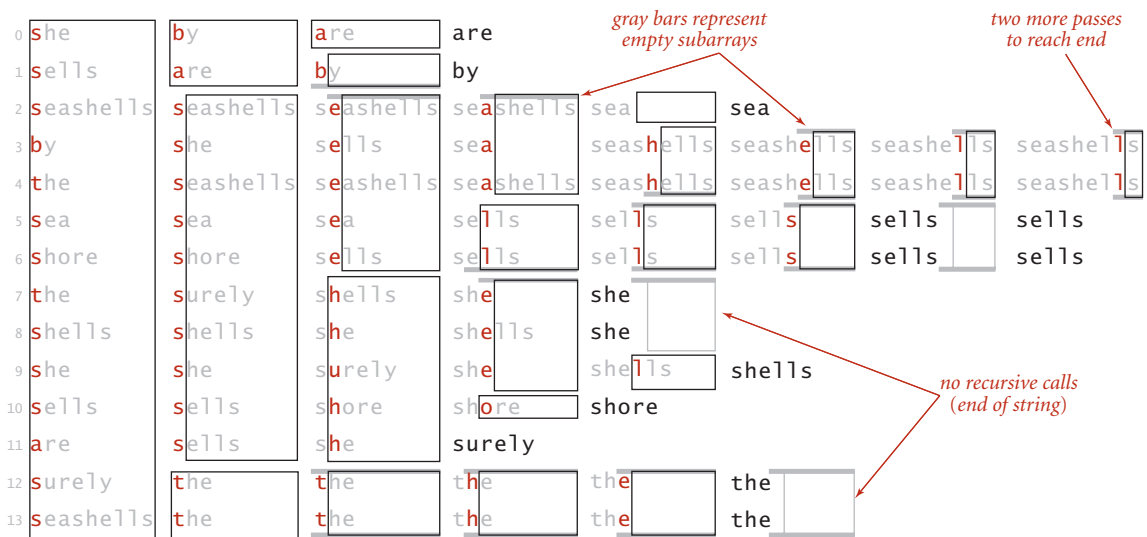 gray bars represent
empty subarrays
two more passes
to reach end
0 she by are are
1 sells are by by
2 seashells seashells seashells seashells sea sea
3 by she sells sea seashells seashells seashells seashells
4 the seashells seashells seashells seashells seashells seashells seashells
5 sea sea sea sells sells sells sells sells
6 shore shore sells sells sells sells sells sells
7 the surely shells she she
8 shells shells she shells she
9 she she surely she shells shells
10 sells sells shore shore shore
11 are sells she surely
12 surely the the the the the
13 seashells the the the the the
no recursive calls
(end of string)